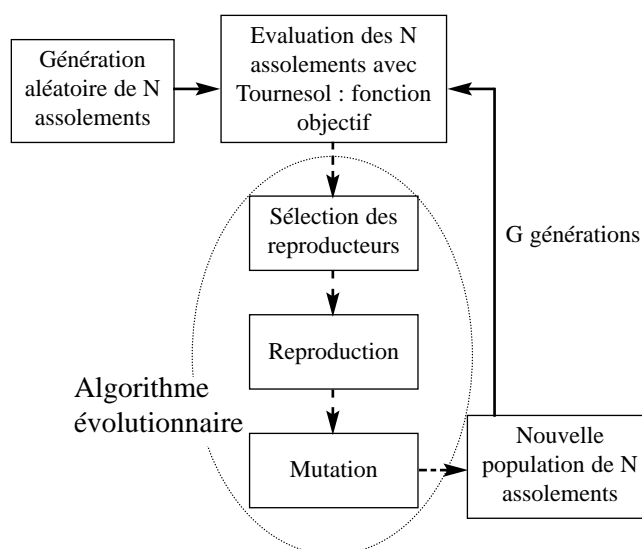 Génération
aléatoire de N
assolements
Evaluation des N
assolements avec
Tournesol : fonction
objectif
Sélection des
reproducteurs
G générations
Reproduction
Algorithme
évolutionnaire
Mutation
Nouvelle
population de N
assolements